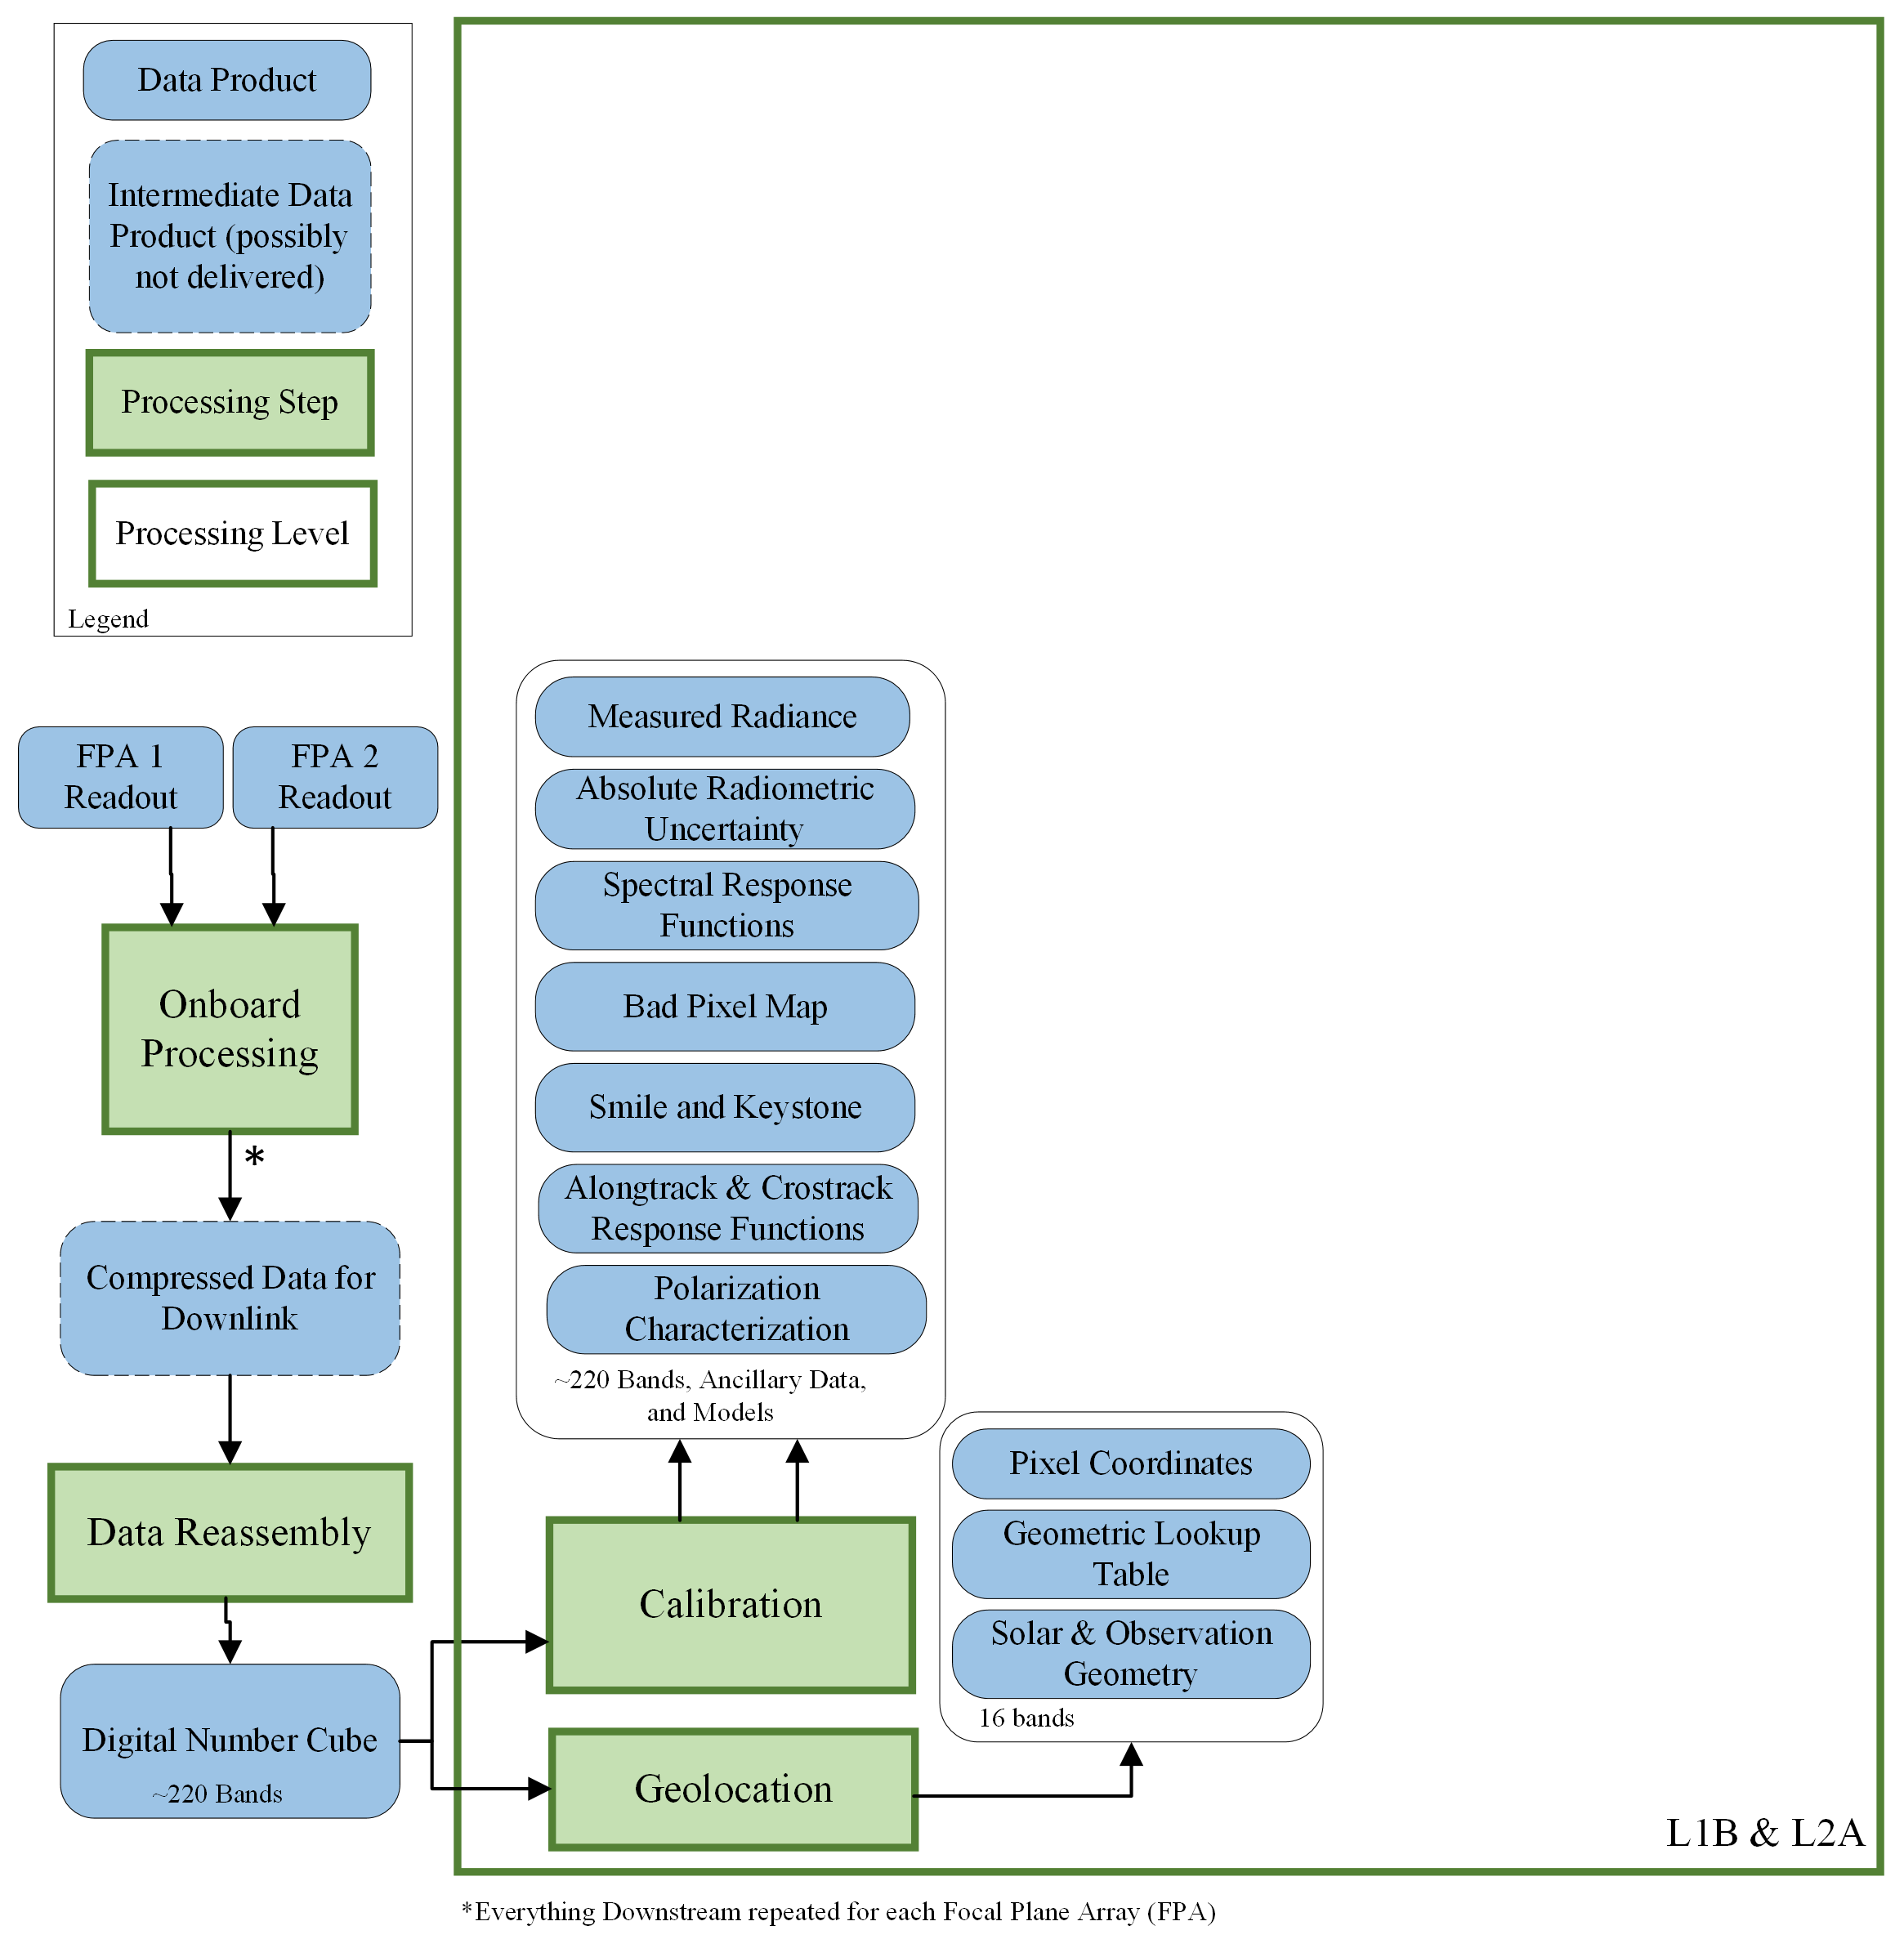 Data Product
Intermediate Data
Product (possibly
not delivered)
Processing Step
Processing Level
Legend
FPA 1
Readout
FPA 2
Readout
Onboard
Processing
*
Compressed Data for
Downlink
Data Reassembly
Digital Number Cube
~220 Bands
Measured Radiance
Absolute Radiometric
Uncertainty
Spectral Response
Functions
Bad Pixel Map
Smile and Keystone
Alongtrack & Crostrack
Response Functions
Polarization
Characterization
~220 Bands, Ancillary Data,
and Models
Calibration
Geolocation
Pixel Coordinates
Geometric Lookup
Table
Solar & Observation
Geometry
16 bands
L1B & L2A
*Everything Downstream repeated for each Focal Plane Array (FPA)